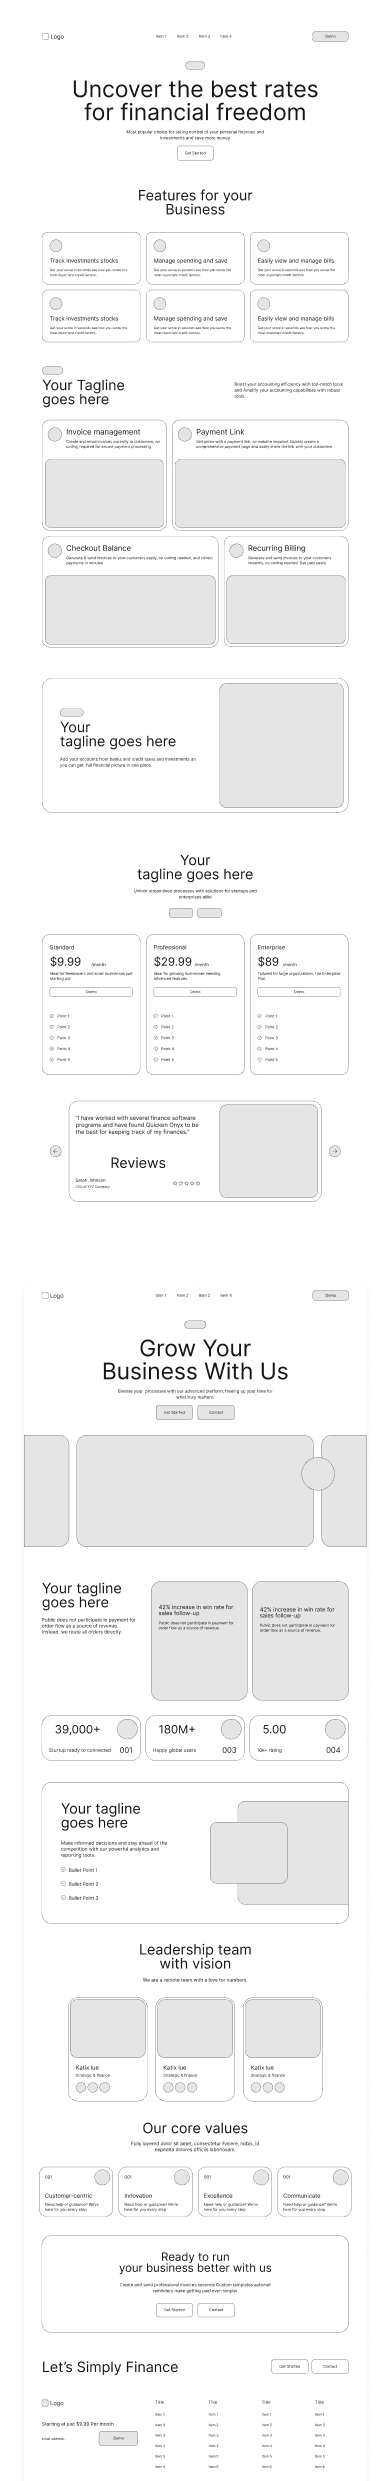 Logo
Item 1 Item 3 Item 2 Item 4
Demo
Uncover the best rates
for financial freedom
Most popular choice for taking control of your personal finances and
investments and save more money
Get Started
Features for your
Business
Track investments stocks
Get your score in seconds see how you score the
most important credit factors.
Manage spending and save
Get your score in seconds see how you score the
most important credit factors.
Easily view and manage bills
Get your score in seconds see how you score the
most important credit factors
Track investments stocks
Get your score in seconds see how you score the
most important credit factors.
Manage spending and save
Get your score in seconds see how you score the
most important credit factors.
Easily view and manage bills
Get your score in seconds see how you score the
most important credit factors
Your Tagline
goes here
Boost your accounting efficiency with top-notch tools
and Amplify your accounting capabilities with robust
tools.
Invoice management
Create and email invoices instantly to customers, no
coding required for secure payment processing.
Payment Link
Sell online with a payment link, no website required. Quickly create a
comprehensive payment page and easily share the link with your customers
Checkout Balance
Generate & send invoices to your customers easily, no coding needed, and collect
payments in minutes
Recurring Billing
Generate and send invoices to your customers
instantly, no coding needed. Get paid easily
Your
tagline goes here
Add your accounts from banks and credit loans and investments an
you can get full financial picture in one piece.
Your
tagline goes here
Unlock streamlined processes with solutions for startups and
enterprises alike
Standard
$9.99 /month
Ideal for freelancers and small businesses just
starting out.
Demo
Point 1
Point 2
Point 3
Point 4
Point 5
Professional
$29.99 /month
Ideal for growing businesses needing
advanced features.
Demo
Point 1
Point 2
Point 3
Point 4
Point 5
Enterprise
$89 /month
Tailored for large organizations, the Enterprise
Plan
Demo
Point 1
Point 2
Point 3
Point 4
Point 5
"I have worked with several finance software
programs and have found Quicken Onyx to be
the best for keeping track of my finances."
Reviews
Sarah Johnson
CEO of XYZ Company
Logo
Item 1 Item 2 Item 3 Item 4
Demo
Grow Your
Business With Us
Elevate your processes with our advanced platform, freeing up your time for
what truly matters.
Get Started Contact
Your tagline
goes here
Public does not participate in payment for
order flow as a source of revenue.
Instead, we route all orders directly.
42% increase in win rate for
sales follow-up
Public does not participate in payment for
order flow as a source of revenue.
42% increase in win rate for
sales follow-up
Public does not participate in payment for
order flow as a source of revenue.
39,000+
Startup ready to connected 001
180M+
Happy global users 003
5.00
10k+ rating 004
Your tagline
goes here
Make informed decisions and stay ahead of the
competition with our powerful analytics and
reporting tools.
Bullet Point 1
Bullet Point 2
Bullet Point 3
Leadership team
with vision
We are a remote team with a love for numbers.
Katix lue
Strategic & finance
Katix lue
Strategic & finance
Katix lue
Strategic & finance
Our core values
Fully layered dolor sit amet, consectetur Facere, nobis, id
expedita dolores officiis laboriosam.
001
Customer-centric
Need help or guidance? We're
here for you every step
001
Innovation
Need help or guidance? We're
here for you every step
001
Excellence
Need help or guidance? We're
here for you every step
001
Communicate
Need help or guidance? We're
here for you every step
Ready to run
your business better with us
Create and send professional invoices seconds Custom templates automat
reminders make getting paid even simpler
Get Started Contact
Let's Simply Finance
Get Started Contact
Logo
Starting at just $9,99 Per month
email address.. Demo
Title
Item 1
Item 2
Item 3
Item 4
Item 5
Item 6
Title
Item 1
Item 2
Item 3
Item 4
Item 5
Item 6
Title
Item 1
Item 2
Item 3
Item 4
Item 5
Item 6
Title
Item 1
Item 2
Item 3
Item 4
Item 5
Item 6